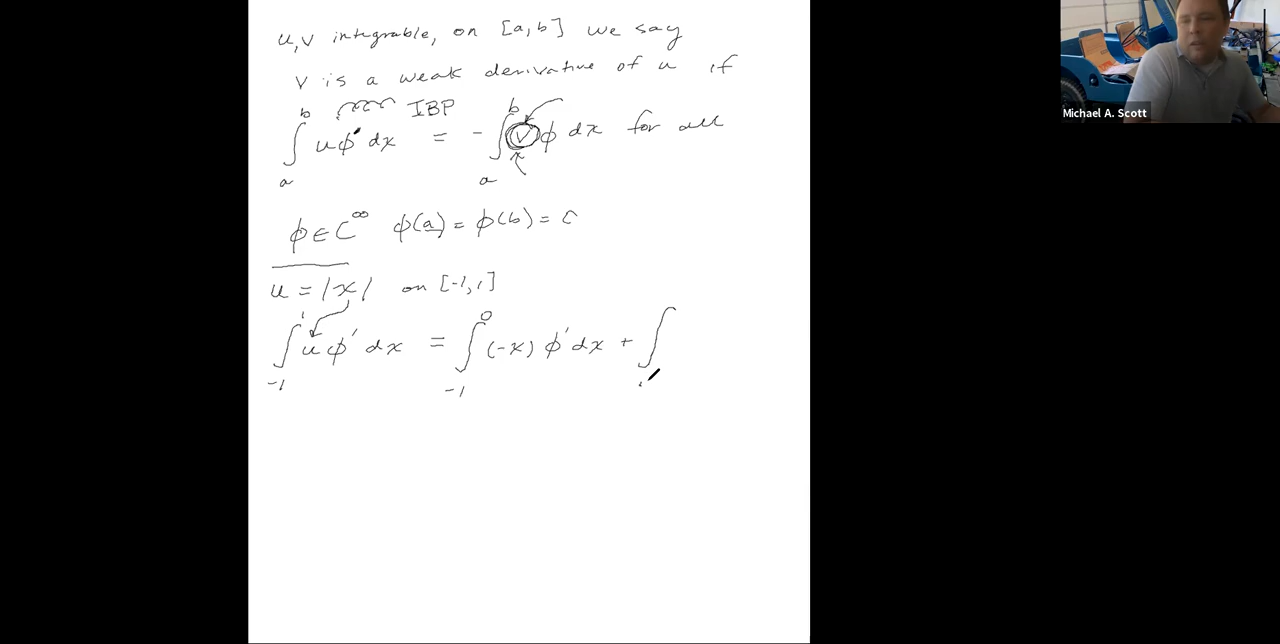 u, v integrable, on [a,b] we say
v is a weak derivative of u if
IBP
∫_a^b uϕ' dx = - ∫_a^b v ϕ dx for all
ϕ ∈ C^∞ ϕ(a) = ϕ(b) = 0
u = |x| on [-1,1]
∫_{-1}^1 u ϕ' dx = ∫_{-1}^0 (-x) ϕ' dx + ∫
Michael A. Scott